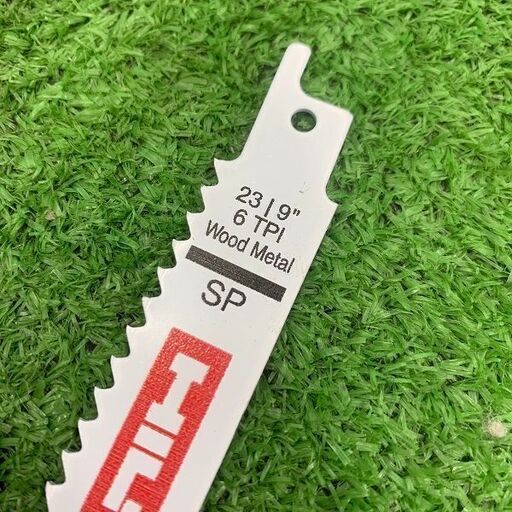 23 | 9"
6 TPI
Wood Metal
SP